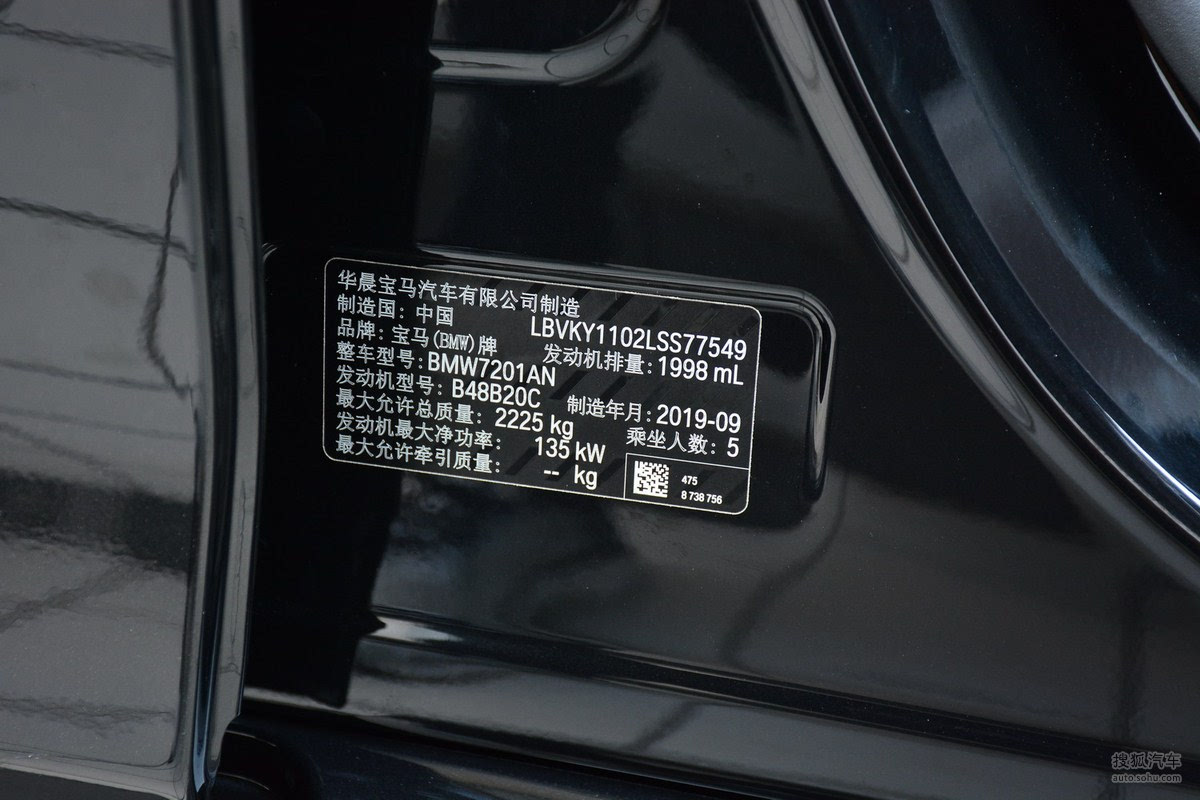 华晨宝马汽车有限公司制造
制造国：中国 LBVKY1102LSS77549
品牌：宝马(BMW)牌 发动机排量：1998 mL
整车型号：BMW7201AN
发动机型号：B48B20C 制造年月：2019-09
最大允许总质量：2225 kg 乘坐人数：5
发动机最大净功率：135 kW
最大允许牵引质量：-- kg
475
8 738 756
搜狐汽车
auto.sohu.com